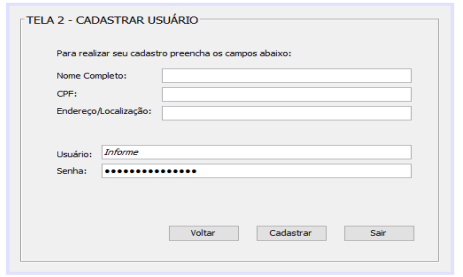 TELA 2 - CADASTRAR USUÁRIO
Para realizar seu cadastro preencha os campos abaixo:
Nome Completo:
CPF:
Endereço/Localização:
Usuário: Informe
Senha: •••••••••••••••
Voltar Cadastrar Sair